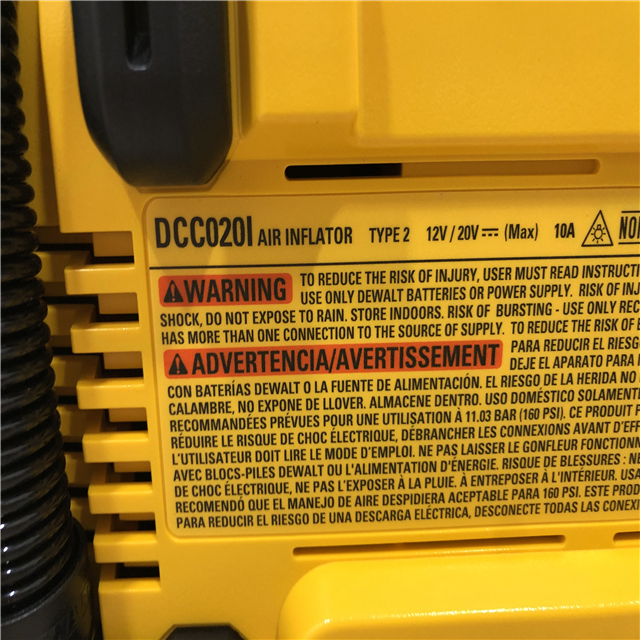 DCC020I AIR INFLATOR TYPE 2 12V / 20V (Max) 10A
WARNING TO REDUCE THE RISK OF INJURY, USER MUST READ
USE ONLY DEWALT BATTERIES OR POWER SUPPLY. RISK OF
SHOCK, DO NOT EXPOSE TO RAIN. STORE INDOORS. RISK OF BURSTING - USE ONLY
HAS MORE THAN ONE CONNECTION TO THE SOURCE OF SUPPLY. TO REDUCE THE RISK OF
ADVERTENCIA/AVERTISSEMENT PARA REDUCIR EL
DEJE EL APARATO PARA
CON BATERÍAS DEWALT O LA FUENTE DE ALIMENTACIÓN. EL RIESGO DE LA HERIDA NO
CALAMBRE, NO EXPONE DE LLOVER. ALMACENE DENTRO. USO DOMÉSTICO
RECOMMANDÉES PRÉVUES POUR UNE UTILISATION À 11.03 BAR (160 PSI). CE PRODUIT
RÉDUIRE LE RISQUE DE CHOC ÉLECTRIQUE, DÉBRANCHER LES CONNEXIONS AVANT
L'UTILISATEUR DOIT LIRE LE MODE D'EMPLOI. NE PAS LAISSER LE GONFLEUR
AVEC BLOCS-PILES DEWALT OU L'ALIMENTATION D'ÉNERGIE. RISQUE DE BLESSURES :
DE CHOC ÉLECTRIQUE, NE PAS L'EXPOSER À LA PLUIE. À ENTREPOSER À L'INTÉRIEUR.
RECOMENDÓ QUE EL MANEJO DE AIRE DESPIDIERA ACEPTABLE PARA 160 PSI. ESTE
PARA REDUCIR EL RIESGO DE UNA DESCARGA ELÉCTRICA, DESCONECTE TODAS LAS